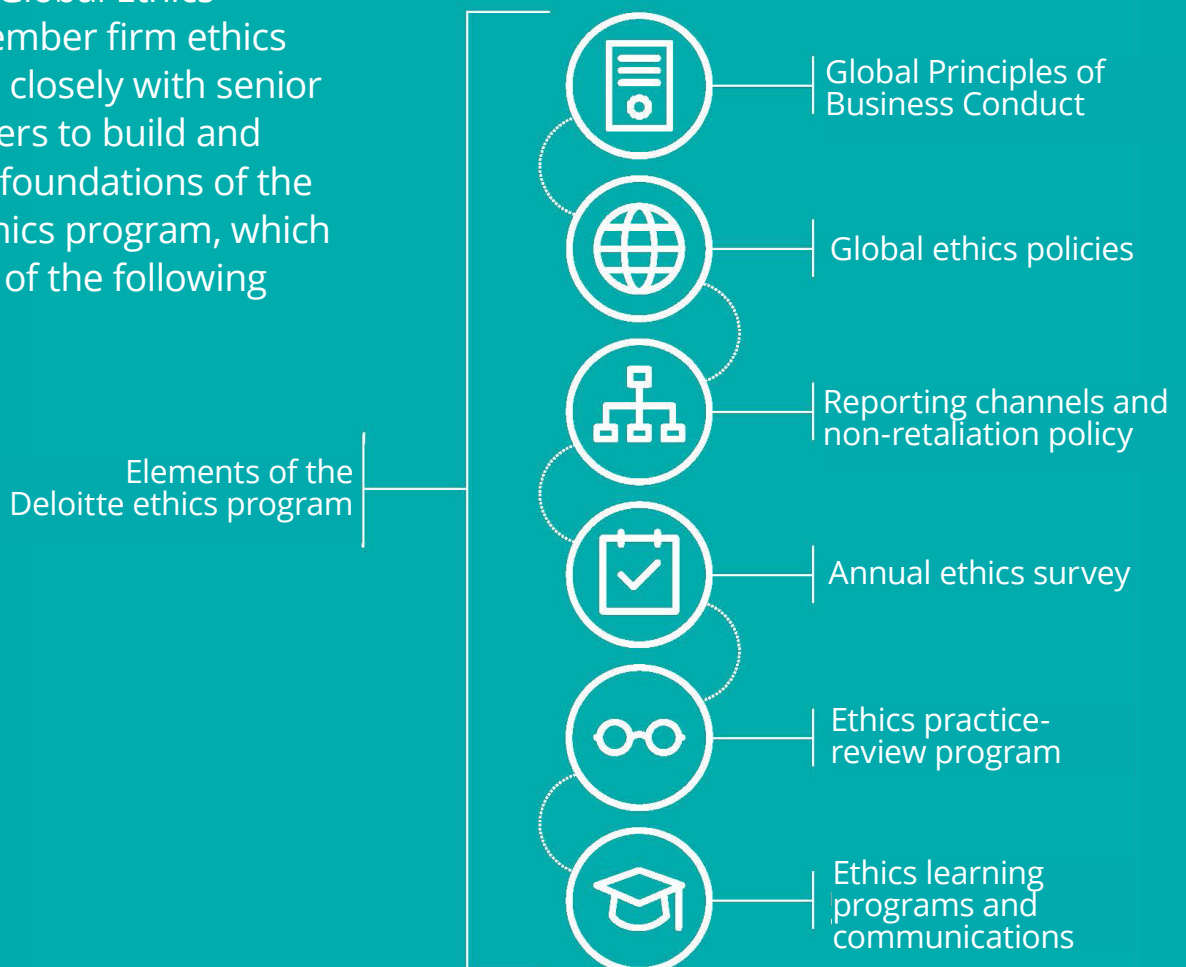 Global Ethics
ember firm ethics
closely with senior
ers to build and
foundations of the
hics program, which
of the following
Elements of the
Deloitte ethics program
Global Principles of
Business Conduct
Global ethics policies
Reporting channels and
non-retaliation policy
Annual ethics survey
Ethics practice-
review program
Ethics learning
programs and
communications